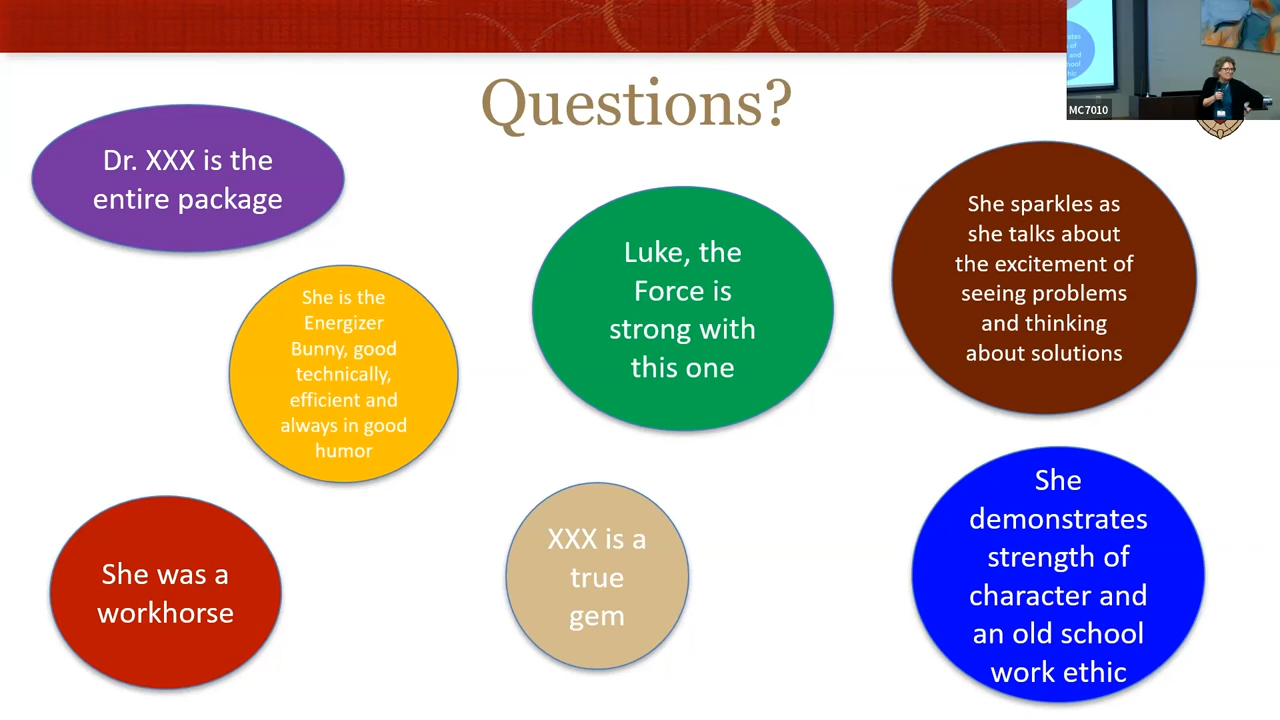 Questions?
MC7010
Dr. XXX is the
entire package
Luke, the
Force is
strong with
this one
She sparkles as
she talks about
the excitement of
seeing problems
and thinking
about solutions
She is the
Energizer
Bunny, good
technically,
efficient and
always in good
humor
She was a
workhorse
XXX is a
true
gem
She
demonstrates
strength of
character and
an old school
work ethic